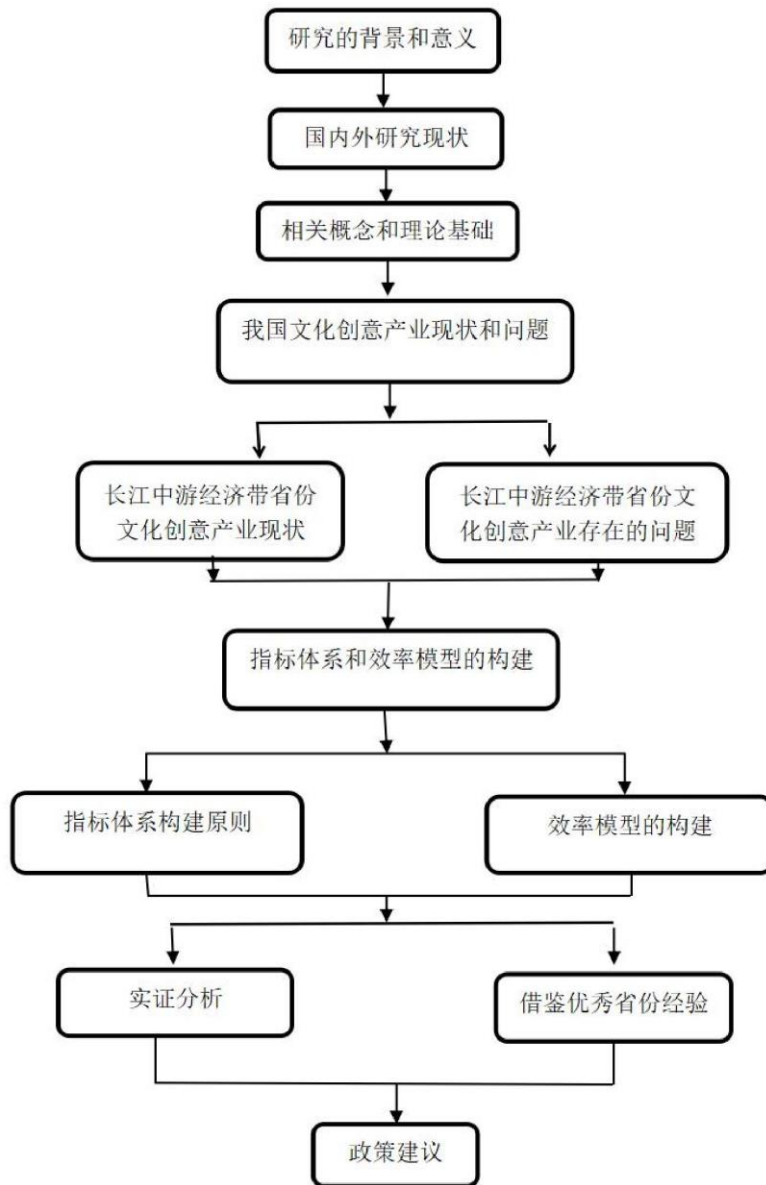 研究的背景和意义
国内外研究现状
相关概念和理论基础
我国文化创意产业现状和问题
长江中游经济带省份
文化创意产业现状
长江中游经济带省份文
化创意产业存在的问题
指标体系和效率模型的构建
指标体系构建原则
效率模型的构建
实证分析
借鉴优秀省份经验
政策建议